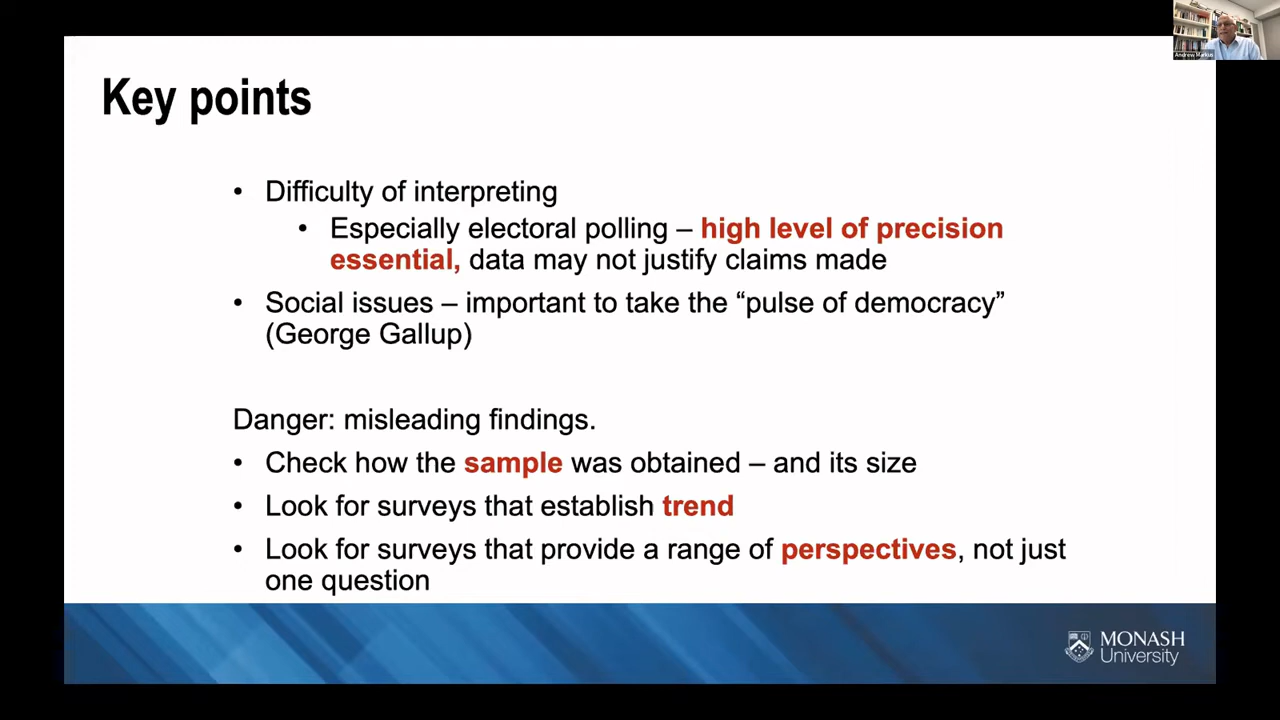 Andrew Markus
Key points
• Difficulty of interpreting
• Especially electoral polling – high level of precision
essential, data may not justify claims made
• Social issues – important to take the “pulse of democracy”
(George Gallup)
Danger: misleading findings.
• Check how the sample was obtained – and its size
• Look for surveys that establish trend
• Look for surveys that provide a range of perspectives, not just
one question
MONASH
University